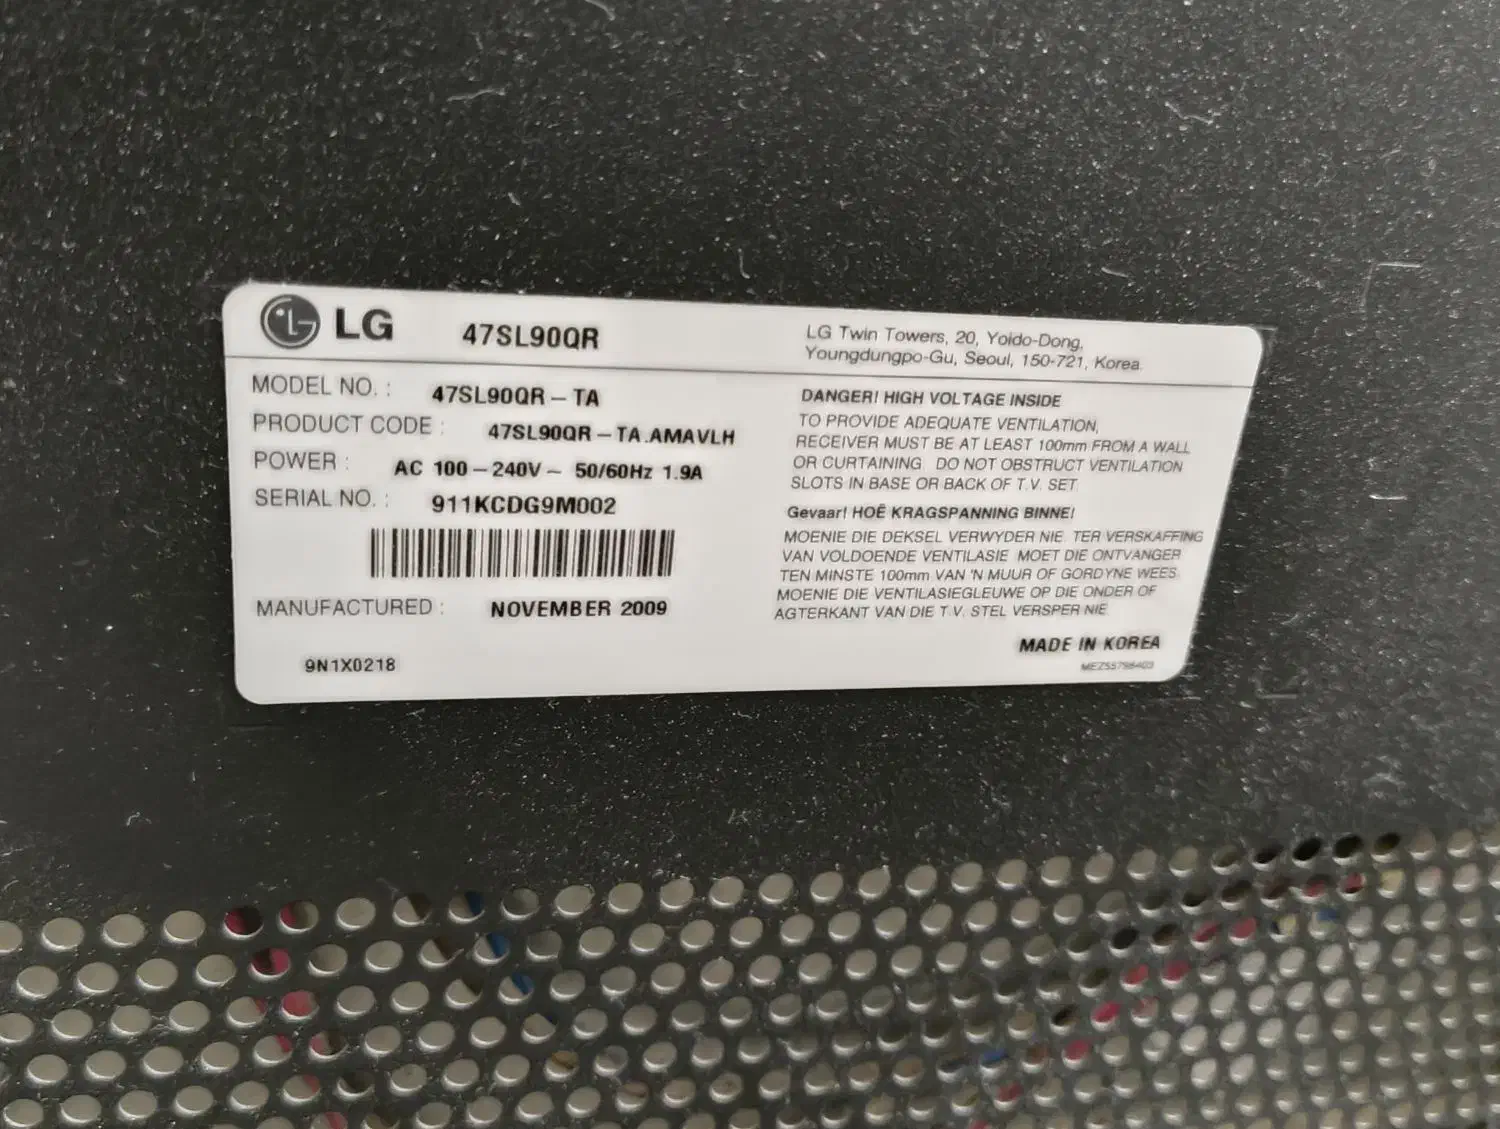 LG 47SL90QR
LG Twin Towers, 20, Yoido-Dong,
Youngdungpo-Gu, Seoul, 150-721, Korea.
MODEL NO. : 47SL90QR-TA
PRODUCT CODE : 47SL90QR-TA.AMAVLH
POWER : AC 100-240V~ 50/60Hz 1.9A
SERIAL NO. : 911KCDG9M002
MANUFACTURED : NOVEMBER 2009
9N1X0218
DANGER! HIGH VOLTAGE INSIDE
TO PROVIDE ADEQUATE VENTILATION,
RECEIVER MUST BE AT LEAST 100mm FROM A WALL
OR CURTAINING. DO NOT OBSTRUCT VENTILATION
SLOTS IN BASE OR BACK OF T.V. SET.
Gevaar! HOË KRAGSPANNING BINNE!
MOENIE DIE DEKSEL VERWYDER NIE. TER VERSKAFFING
VAN VOLDOENDE VENTILASIE MOET DIE ONTVANGER
TEN MINSTE 100mm VAN 'N MUUR OF GORDYNE WEES.
MOENIE DIE VENTILASIEGLEUWE OP DIE ONDER OF
AGTERKANT VAN DIE T.V. STEL VERSPER NIE
MADE IN KOREA